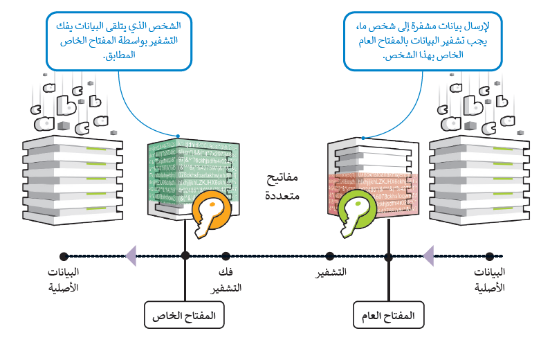 لإرسال بيانات مشفرة إلى شخص ما،
يجب تشفير البيانات بالمفتاح العام
الخاص بهذا الشخص.
الشخص الذي يتلقى البيانات يفك
التشفير بواسطة المفتاح الخاص
المطابق.
مفاتيح
متعددة
البيانات
الأصلية
التشفير
فك
التشفير
البيانات
الأصلية
المفتاح العام
المفتاح الخاص